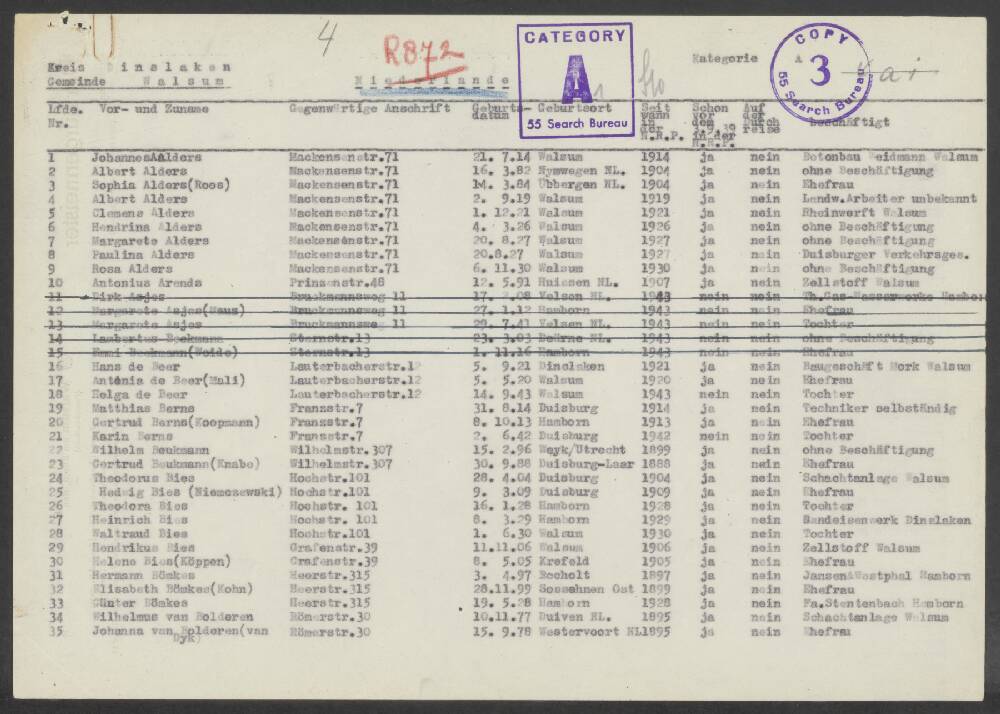 4
R872
CATEGORY
A
55 Search Bureau
COPY
3
55 Search Bureau
Kreis Dinslaken
Gemeinde Walsum
Niederlande
Kategorie A
Lfde. Nr. Vor- und Zuname Gegenwärtige Anschrift Geburts-datum Geburtsort Seit wann in der N.R.P. Schon vor dem 3.9.39 in der N.R.P. Auf der Durch reise beschäftigt
1 Johannes Alders Mackensenstr.71 21. 7.14 Walsum 1914 ja nein Betonbau Weidmann Walsum
2 Albert Alders Mackensenstr.71 16. 3.82 Nymwegen NL. 1904 ja nein ohne Beschäftigung
3 Sophia Alders(Roos) Mackensenstr.71 14. 3.84 Übbergen NL. 1904 ja nein Ehefrau
4 Albert Alders Mackensenstr.71 2. 9.19 Walsum 1919 ja nein Landw.Arbeiter unbekannt
5 Clemens Alders Mackensenstr.71 1. 12.21 Walsum 1921 ja nein Rheinwerft Walsum
6 Hendrina Alders Mackensenstr.71 4. 3.26 Walsum 1926 ja nein ohne Beschäftigung
7 Margarete Alders Mackensenstr.71 20. 8.27 Walsum 1927 ja nein ohne Beschäftigung
8 Paulina Alders Mackensenstr.71 20.8.27 Walsum 1927 ja nein Duisburger Verkehrsges.
9 Rosa Alders Mackensenstr.71 6. 11.30 Walsum 1930 ja nein ohne Beschäftigung
10 Antonius Arends Prinzenstr.48 12. 5.91 Huissen NL. 1907 ja nein Zellstoff Walsum
11 Dirk Asjes Bruckmannsweg 11 17. 2.08 Velsen NL. 1943 nein nein Th.Gas-Wasserwerke Hamborn
12 Margarete Asjes(Maus) Bruckmannsweg 11 27. 1.12 Hamborn 1943 nein nein Ehefrau
13 Margareta Asjes Bruckmannswe 11 29. 7.41 Velsen NL. 1943 nein nein Tochter
14 Lambertus Beekmann Sternstr.13 23. 3.03 Deurne NL. 1943 nein nein ohne Beschäftigung
15 Emmi Beekmann(Woide) Sternstr.13 1. 11.16 Hamborn 1943 nein nein Ehefrau
16 Hans de Beer Lauterbacherstr.12 5. 9.21 Dinslaken 1921 ja nein Baugeschäft Hork Walsum
17 Antonia de Beer(Mali) Lauterbacherstr.12 5. 5.20 Walsum 1920 ja nein Ehefrau
18 Helga de Beer Lauterbacherstr.12 14. 9.43 Walsum 1943 nein nein Tochter
19 Matthias Berns Franzstr.7 31. 8.14 Duisburg 1914 ja nein Techniker selbständig
20 Gertrud Berns(Koopmann) Franzstr.7 8. 10.13 Hamborn 1913 ja nein Ehefrau
21 Karin Berns Franzstr.7 2. 6.42 Duisburg 1942 nein nein Tochter
22 Wilhelm Beukmann Wilhelmstr.307 15. 2.96 Weyk/Utrecht 1899 ja nein ohne Beschäftigung
23 Gertrud Beukmann(Knabe) Wilhelmstr.307 30. 9.88 Duisburg-Laar 1888 ja nein Ehefrau
24 Theodorus Bies Hochstr.101 28. 4.04 Duisburg 1904 ja nein Schachtanlage Walsum
25 Hedwig Bies (Niemczewski) Hochstr.101 9. 3.09 Duisburg 1909 ja nein Ehefrau
26 Theodora Bies Hochstr. 101 16. 1.28 Hamborn 1928 ja nein Tochter
27 Heinrich Bies Hochstr. 101 8. 3.29 Hamborn 1929 ja nein Bandeisenwerk Dinslaken
28 Waltraud Bies Hochstr.101 1. 6.30 Walsum 1930 ja nein Tochter
29 Hendrikus Bies Grafenstr.39 11.11.06 Walsum 1906 ja nein Zellstoff Walsum
30 Helene Bies(Köppen) Grafenstr.39 8. 5.05 Krefeld 1905 ja nein Ehefrau
31 Hermann Bömkes Heerstr.315 3. 4.97 Bocholt 1897 ja nein Jansen&Westphal Hamborn
32 Elisabeth Bömkes(Kohn) Heerstr.315 28.11.99 Sossehnen Ost 1899 ja nein Ehefrau
33 Günter Bömkes Heerstr.315 19. 5.28 Hamborn 1928 ja nein Fa.Stentenbach Hamborn
34 Wilhelmus van Bolderen Römerstr.30 10.11.77 Duiven NL. 1895 ja nein Schachtanlage Walsum
35 Johanna van Bolderen(van Dyk) Römerstr.30 15. 9.78 Westervoort NL1895 ja nein Ehefrau